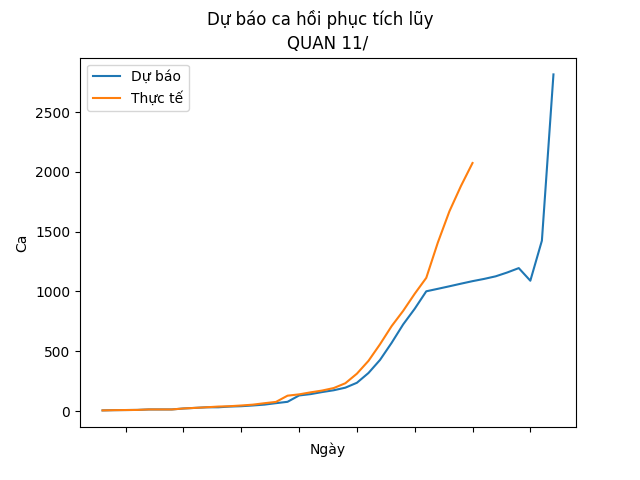 Dự báo ca hồi phục tích lũy
QUAN 11/
Dự báo
Thực tế
2500
2000
1500
1000
500
0
Ca
Ngày